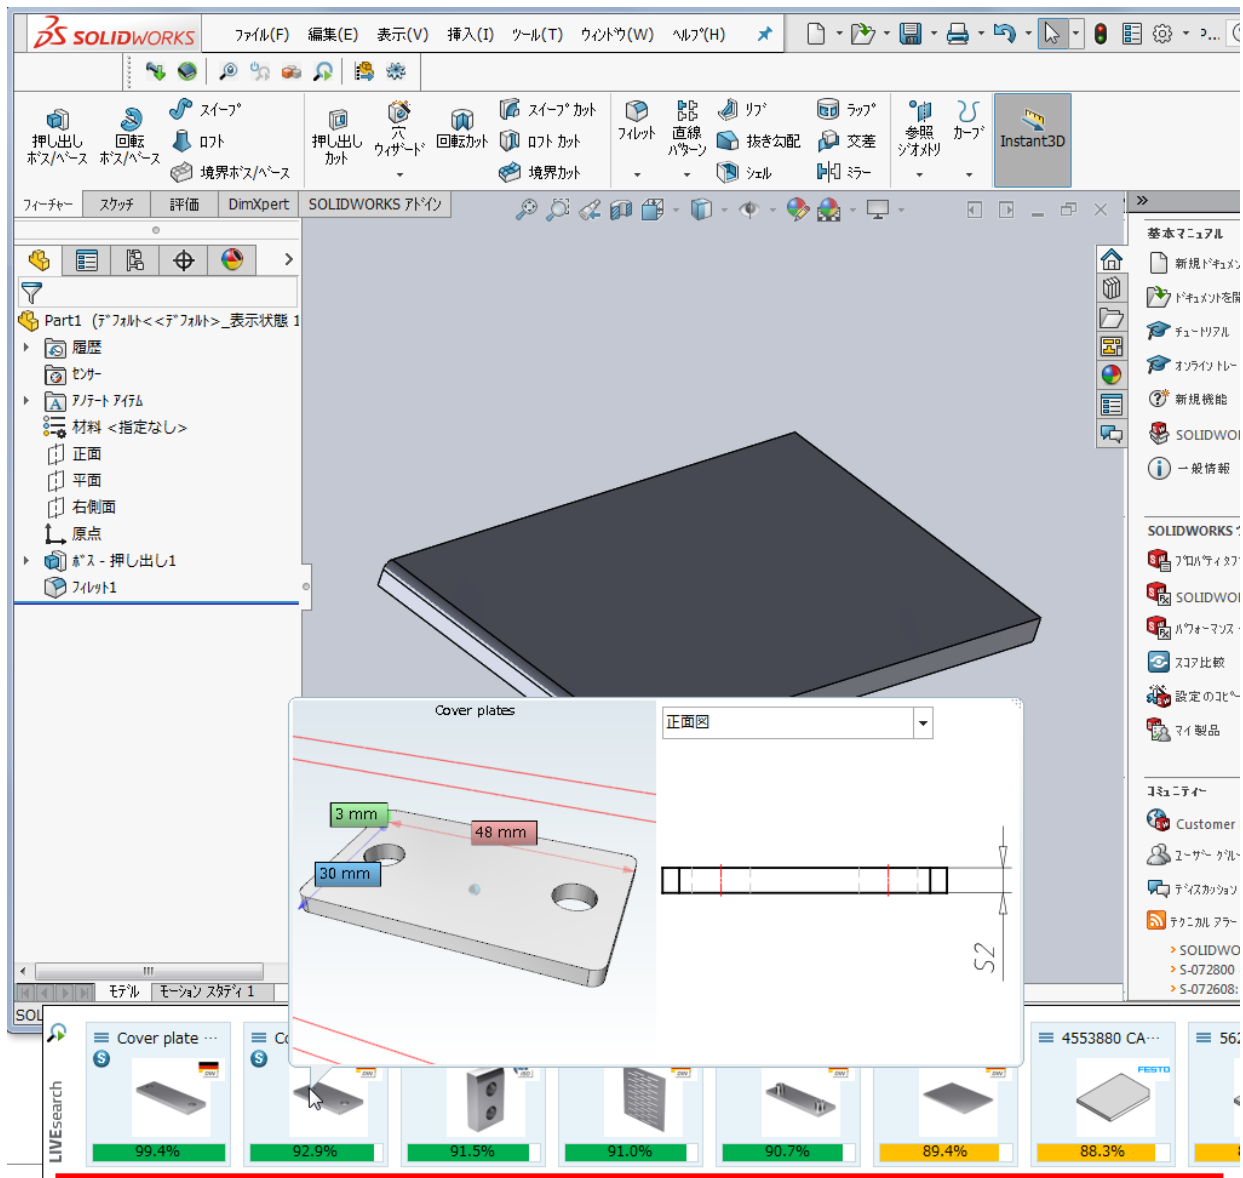 SOLIDWORKS
ﾌｧｲﾙ(F) 編集(E) 表示(V) 挿入(I) ﾂｰﾙ(T) ｳｨﾝﾄﾞｳ(W) ﾍﾙﾌﾟ(H)
押し出し
ﾎﾞｽ/ﾍﾞｰｽ
回転
ﾎﾞｽ/ﾍﾞｰｽ
ｽｲｰﾌﾟ
ﾛﾌﾄ
境界ﾎﾞｽ/ﾍﾞｰｽ
押し出し
ｶｯﾄ
穴
ｳｨｻﾞｰﾄﾞ
回転ｶｯﾄ
ｽｲｰﾌﾟ ｶｯﾄ
ﾛﾌﾄ ｶｯﾄ
境界ｶｯﾄ
ﾌｨﾚｯﾄ
直線
ﾊﾟﾀｰﾝ
ﾘﾌﾞ
抜き勾配
ｼｪﾙ
ﾗｯﾌﾟ
交差
ﾐﾗｰ
参照
ｼﾞｵﾒﾄﾘ
ｶｰﾌﾞ
Instant3D
ﾌｨｰﾁｬｰ ｽｹｯﾁ 評価 DimXpert SOLIDWORKS ｱﾄﾞｲﾝ
Part1 (ﾃﾞﾌｫﾙﾄ<<ﾃﾞﾌｫﾙﾄ>_表示状態 1
履歴
ｾﾝｻｰ
ｱﾉﾃｰﾄ ｱｲﾃﾑ
材料 <指定なし>
正面
平面
右側面
原点
ﾎﾞｽ - 押し出し1
ﾌｨﾚｯﾄ1
基本ﾏﾆｭｱﾙ
新規ﾄﾞｷｭﾒﾝ
ﾄﾞｷｭﾒﾝﾄを開
ﾁｭｰﾄﾘｱﾙ
ｵﾝﾗｲﾝ ﾄﾚｰ
新規機能
SOLIDWO
一般情報
SOLIDWORKS
ﾌﾟﾛﾊﾟﾃｨ ﾀﾌﾞ
SOLIDWO
ﾊﾟﾌｫｰﾏﾝｽ
ｽｺｱ比較
設定のｺﾋﾟｰ
ﾏｲ 製品
ｺﾐｭﾆﾃｨｰ
Customer
ﾕｰｻﾞｰ ｸﾞﾙｰ
ﾃﾞｨｽｶｯｼｮﾝ
ﾃｸﾆｶﾙ ｱﾗｰ
SOLIDWO
S-072800
S-072608:
Cover plates
正面図
3 mm
48 mm
30 mm
S2
ﾓﾃﾞﾙ ﾓｰｼｮﾝ ｽﾀﾃﾞｨ 1
SOL
LIVEsearch
Cover plate ...
4553880 CA...
562
DIN
DIN
ISO
DIN
DIN
DIN
FESTO
99.4% 92.9% 91.5% 91.0% 90.7% 89.4% 88.3%